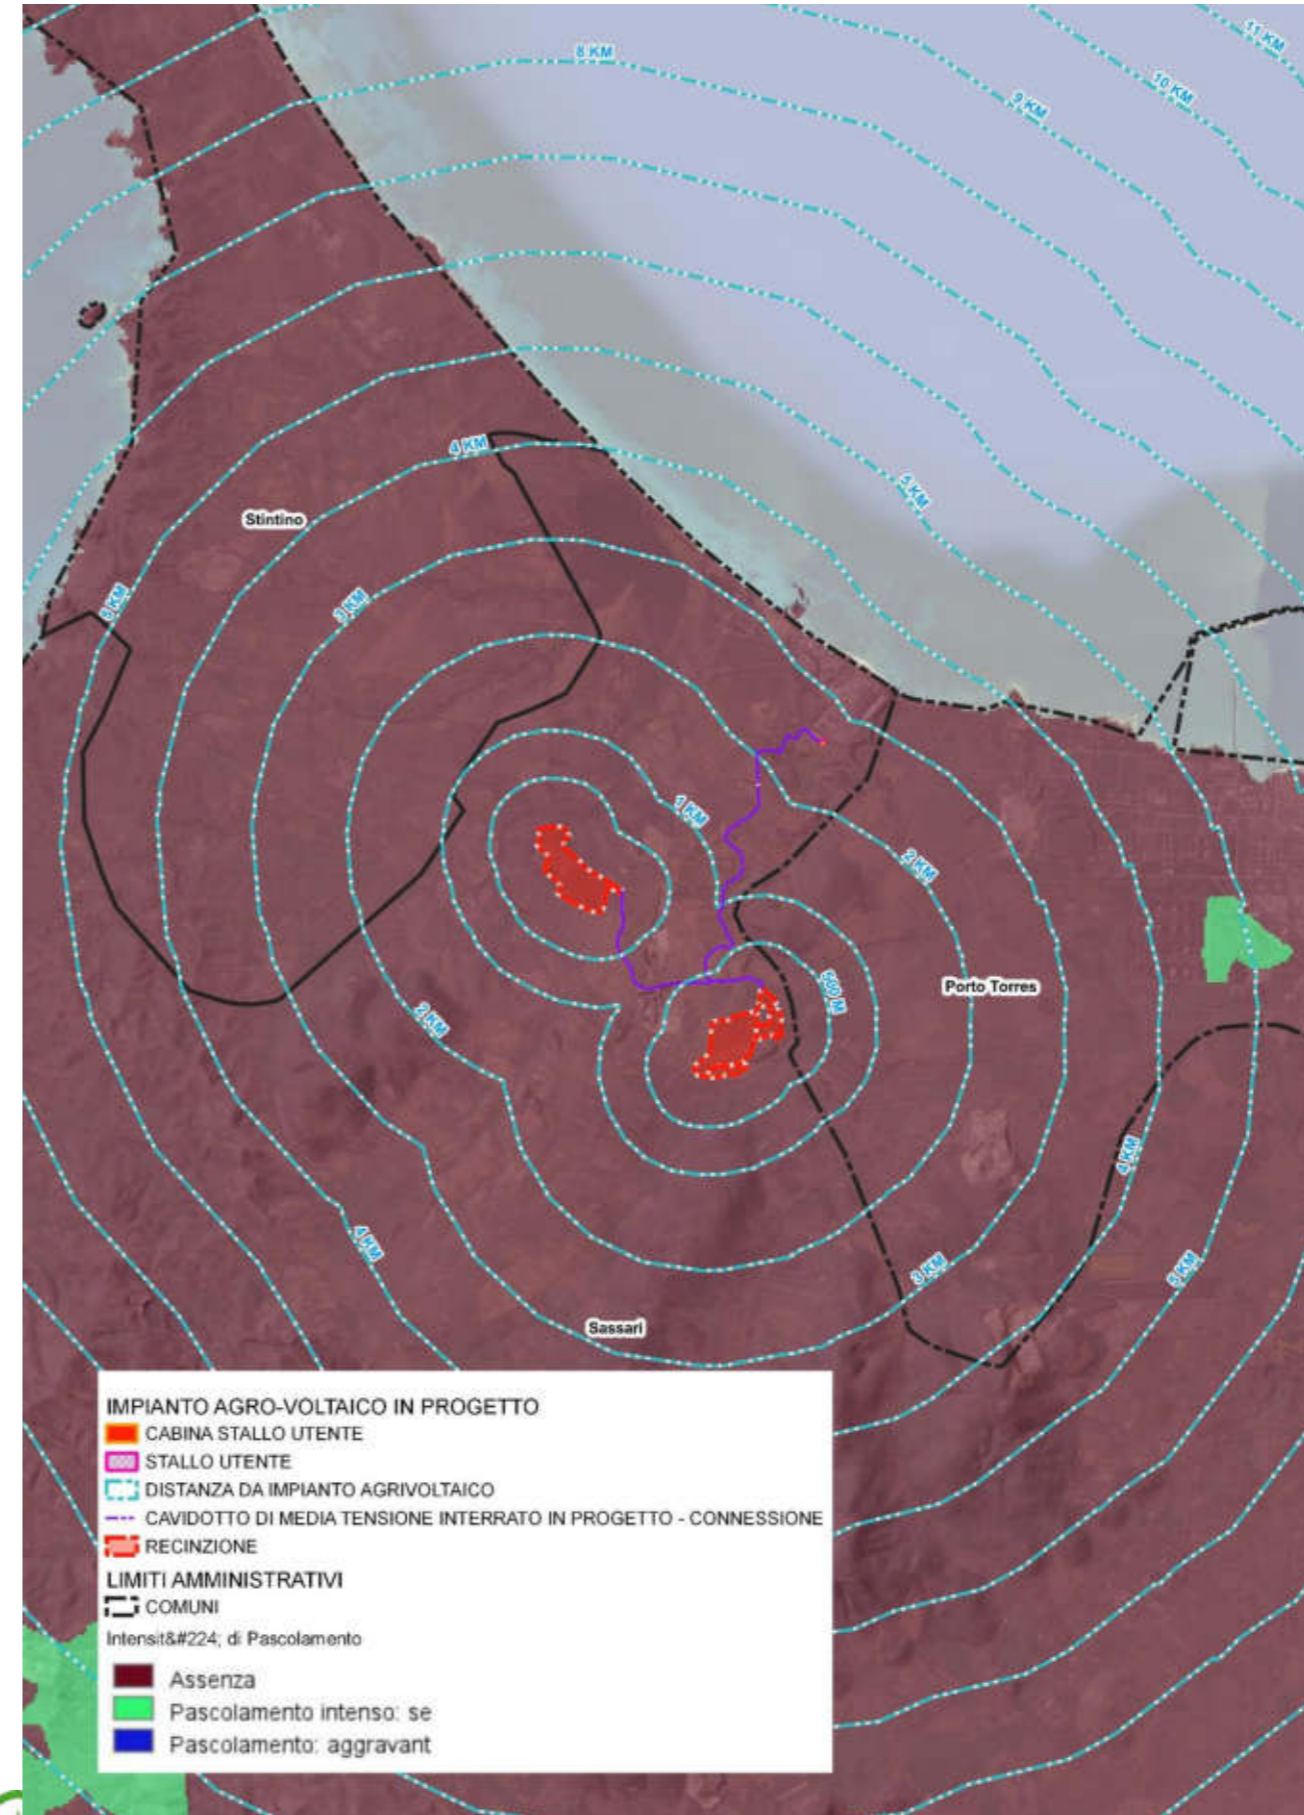 11 KM
8 KM
10 KM
9 KM
4 KM
5 KM
Stintino
5 KM
3 KM
1 KM
2 KM
500 M
Porto Torres
2 KM
4 KM
4 KM
3 KM
5 KM
Sassari
IMPIANTO AGRO-VOLTAICO IN PROGETTO
CABINA STALLO UTENTE
STALLO UTENTE
DISTANZA DA IMPIANTO AGRIVOLTAICO
CAVIDOTTO DI MEDIA TENSIONE INTERRATO IN PROGETTO - CONNESSIONE
RECINZIONE
LIMITI AMMINISTRATIVI
COMUNI
Intensit&#224; di Pascolamento
Assenza
Pascolamento intenso: se
Pascolamento: aggravant